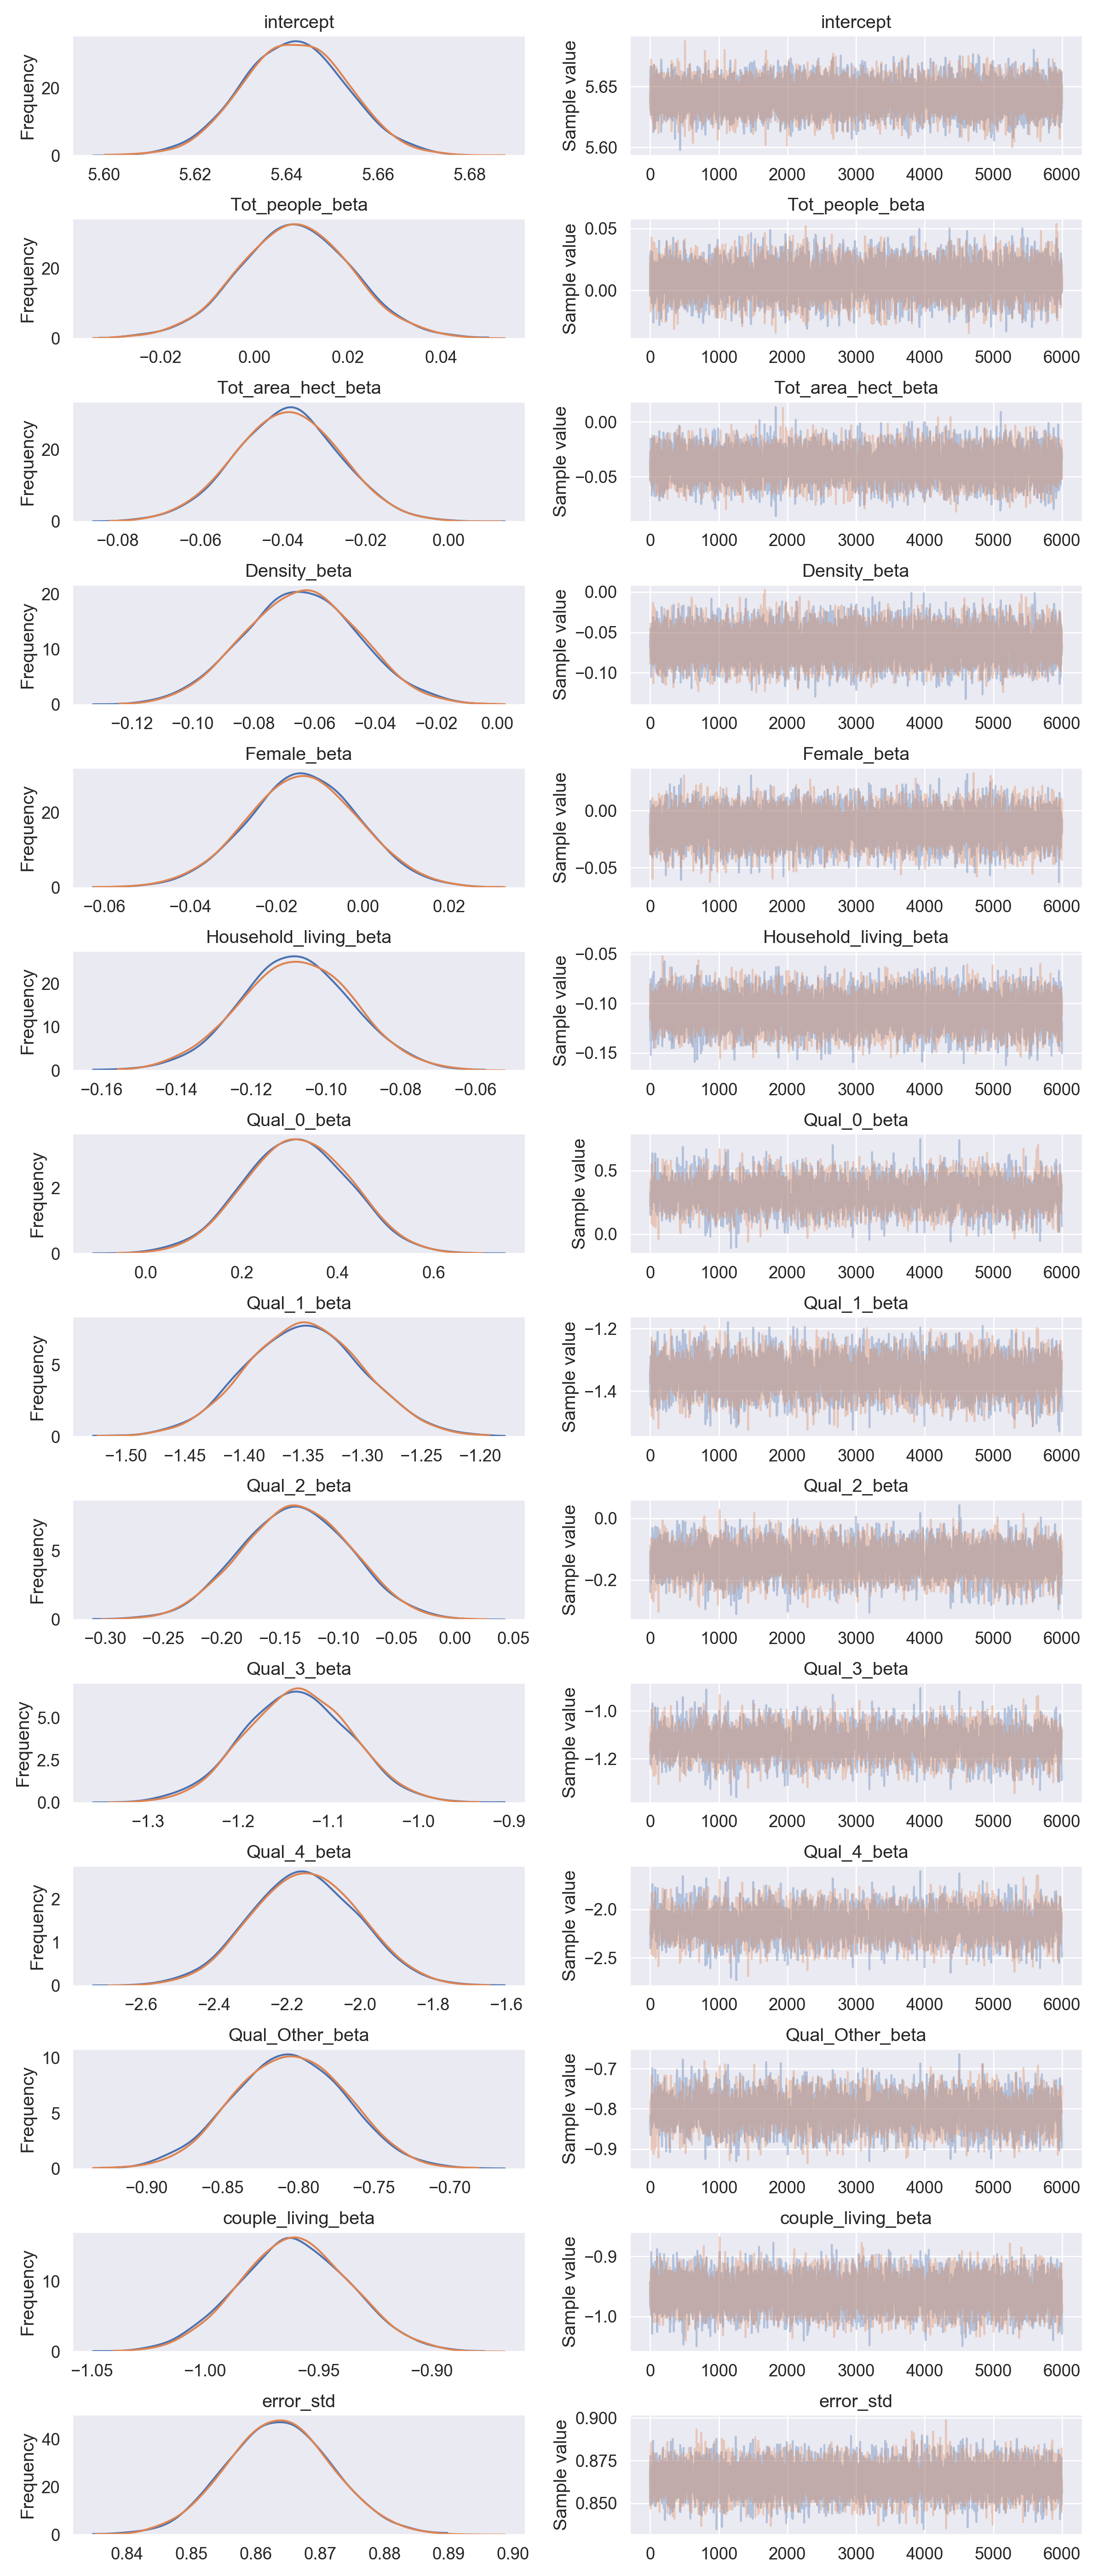 intercept
intercept
Frequency
20
0
5.60 5.62 5.64 5.66 5.68
Sample value
5.65
5.60
0 1000 2000 3000 4000 5000 6000
Tot_people_beta
Tot_people_beta
Frequency
20
0
−0.02 0.00 0.02 0.04
Sample value
0.05
0.00
0 1000 2000 3000 4000 5000 6000
Tot_area_hect_beta
Tot_area_hect_beta
Frequency
20
0
−0.08 −0.06 −0.04 −0.02 0.00
Sample value
0.00
−0.05
0 1000 2000 3000 4000 5000 6000
Density_beta
Density_beta
Frequency
20
10
0
−0.12 −0.10 −0.08 −0.06 −0.04 −0.02 0.00
Sample value
0.00
−0.05
−0.10
0 1000 2000 3000 4000 5000 6000
Female_beta
Female_beta
Frequency
20
0
−0.06 −0.04 −0.02 0.00 0.02
Sample value
0.00
−0.05
0 1000 2000 3000 4000 5000 6000
Household_living_beta
Household_living_beta
Frequency
20
10
0
−0.16 −0.14 −0.12 −0.10 −0.08 −0.06
Sample value
−0.05
−0.10
−0.15
0 1000 2000 3000 4000 5000 6000
Qual_0_beta
Qual_0_beta
Frequency
2
0
0.0 0.2 0.4 0.6
Sample value
0.5
0.0
0 1000 2000 3000 4000 5000 6000
Qual_1_beta
Qual_1_beta
Frequency
5
0
−1.50 −1.45 −1.40 −1.35 −1.30 −1.25 −1.20
Sample value
−1.2
−1.4
0 1000 2000 3000 4000 5000 6000
Qual_2_beta
Qual_2_beta
Frequency
5
0
−0.30 −0.25 −0.20 −0.15 −0.10 −0.05 0.00 0.05
Sample value
0.0
−0.2
0 1000 2000 3000 4000 5000 6000
Qual_3_beta
Qual_3_beta
Frequency
5.0
2.5
0.0
−1.3 −1.2 −1.1 −1.0 −0.9
Sample value
−1.0
−1.2
0 1000 2000 3000 4000 5000 6000
Qual_4_beta
Qual_4_beta
Frequency
2
1
0
−2.6 −2.4 −2.2 −2.0 −1.8 −1.6
Sample value
−2.0
−2.5
0 1000 2000 3000 4000 5000 6000
Qual_Other_beta
Qual_Other_beta
Frequency
10
5
0
−0.90 −0.85 −0.80 −0.75 −0.70
Sample value
−0.7
−0.8
−0.9
0 1000 2000 3000 4000 5000 6000
couple_living_beta
couple_living_beta
Frequency
10
0
−1.05 −1.00 −0.95 −0.90
Sample value
−0.9
−1.0
0 1000 2000 3000 4000 5000 6000
error_std
error_std
Frequency
40
20
0
0.84 0.85 0.86 0.87 0.88 0.89 0.90
Sample value
0.900
0.875
0.850
0 1000 2000 3000 4000 5000 6000